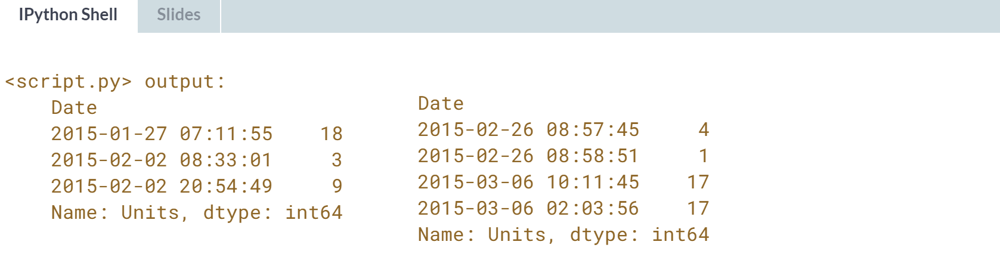 IPython Shell
Slides
<script.py> output:
Date
2015-01-27 07:11:55 18
2015-02-02 08:33:01 3
2015-02-02 20:54:49 9
Name: Units, dtype: int64
Date
2015-02-26 08:57:45 4
2015-02-26 08:58:51 1
2015-03-06 10:11:45 17
2015-03-06 02:03:56 17
Name: Units, dtype: int64